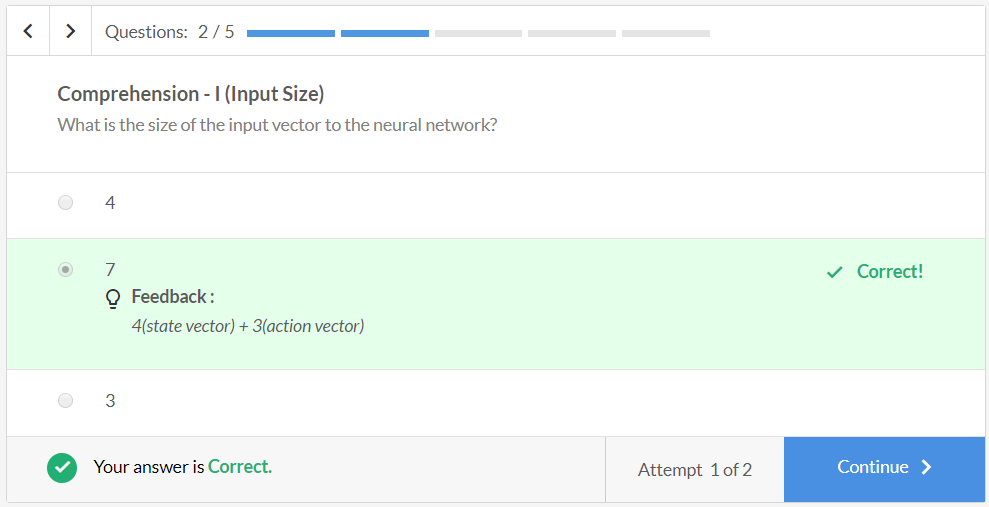 Questions: 2 / 5
Comprehension - I (Input Size)
What is the size of the input vector to the neural network?
4
7
Correct!
Feedback :
4(state vector) + 3(action vector)
3
Your answer is Correct.
Attempt 1 of 2
Continue